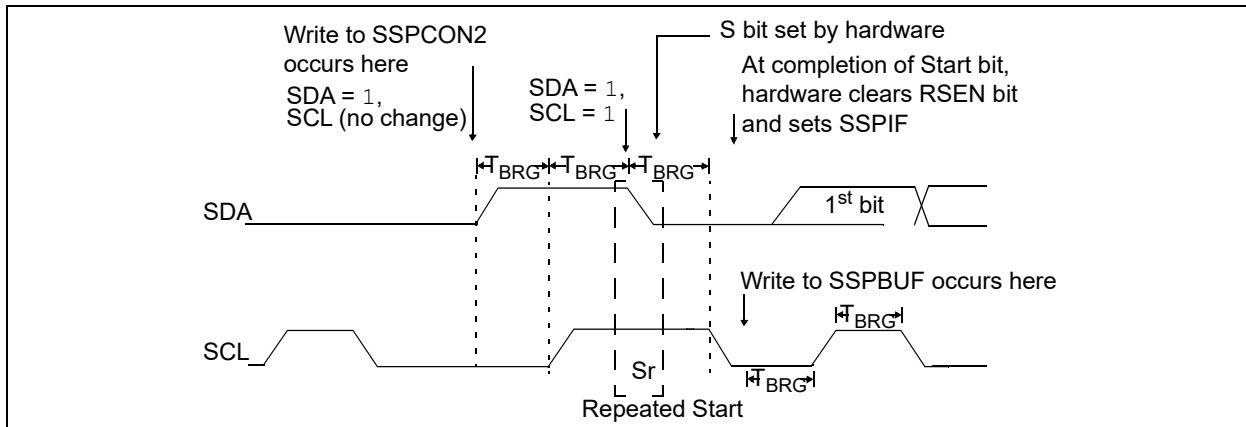 S bit set by hardware
Write to SSPCON2
occurs here
SDA = 1,
SCL (no change)
SDA = 1,
SCL = 1
At completion of Start bit,
hardware clears RSEN bit
and sets SSPIF
TBRG TBRG TBRG
SDA
1st bit
Write to SSPBUF occurs here
TBRG
SCL
Sr
TBRG
Repeated Start